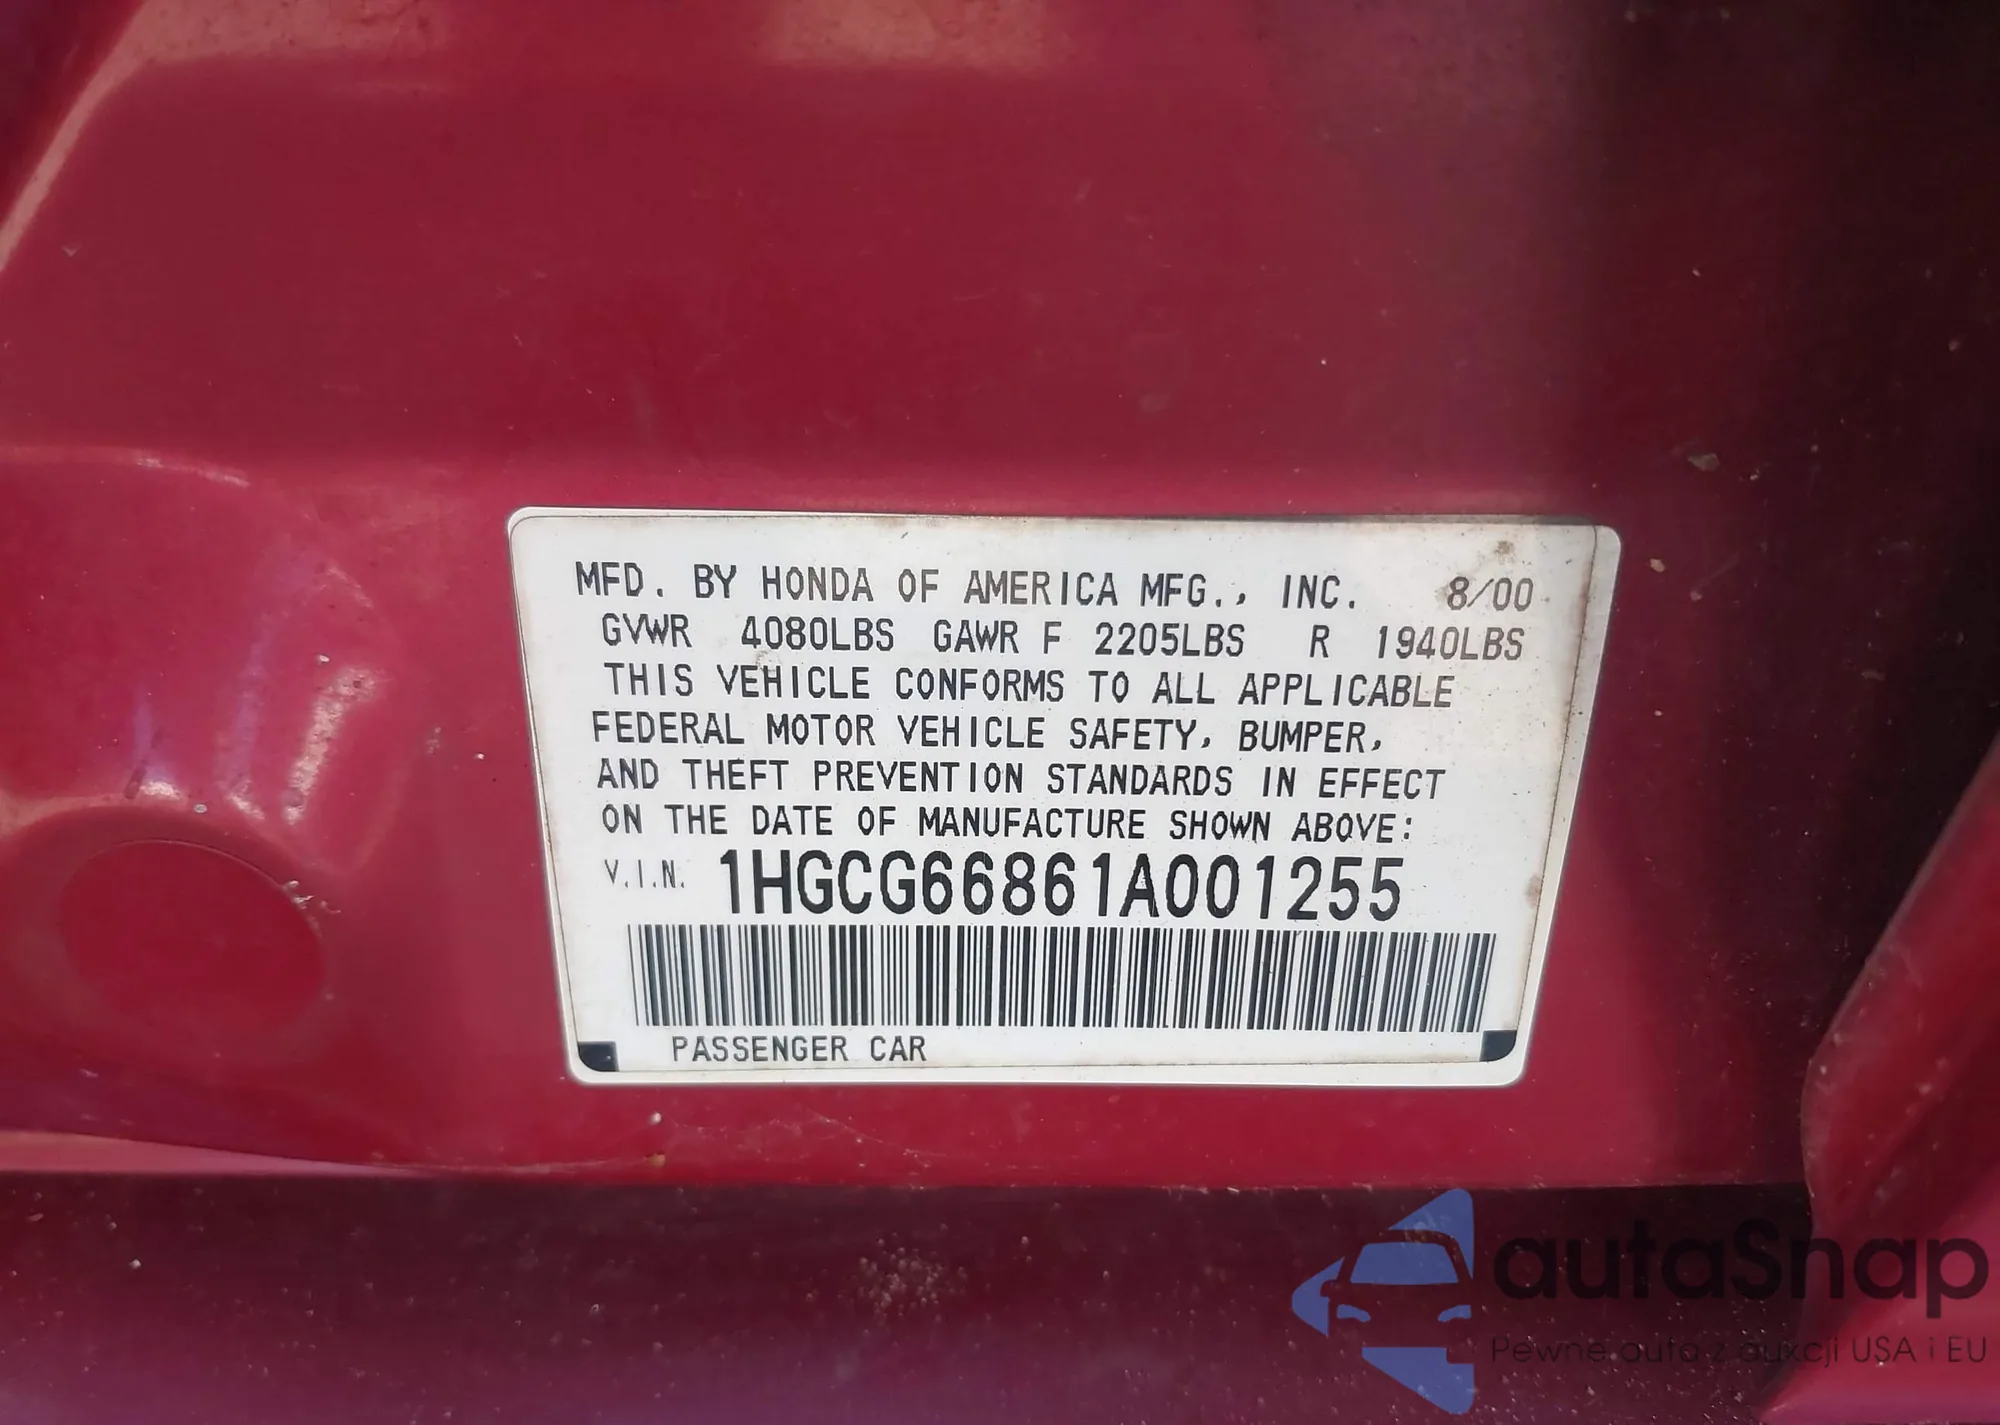 MFD. BY HONDA OF AMERICA MFG., INC. 8/00
GVWR 4080LBS GAWR F 2205LBS R 1940LBS
THIS VEHICLE CONFORMS TO ALL APPLICABLE
FEDERAL MOTOR VEHICLE SAFETY, BUMPER,
AND THEFT PREVENTION STANDARDS IN EFFECT
ON THE DATE OF MANUFACTURE SHOWN ABOVE:
V.I.N. 1HGCG66861A001255
PASSENGER CAR
autaSnap
Pewne auta z aukcji USA i EU